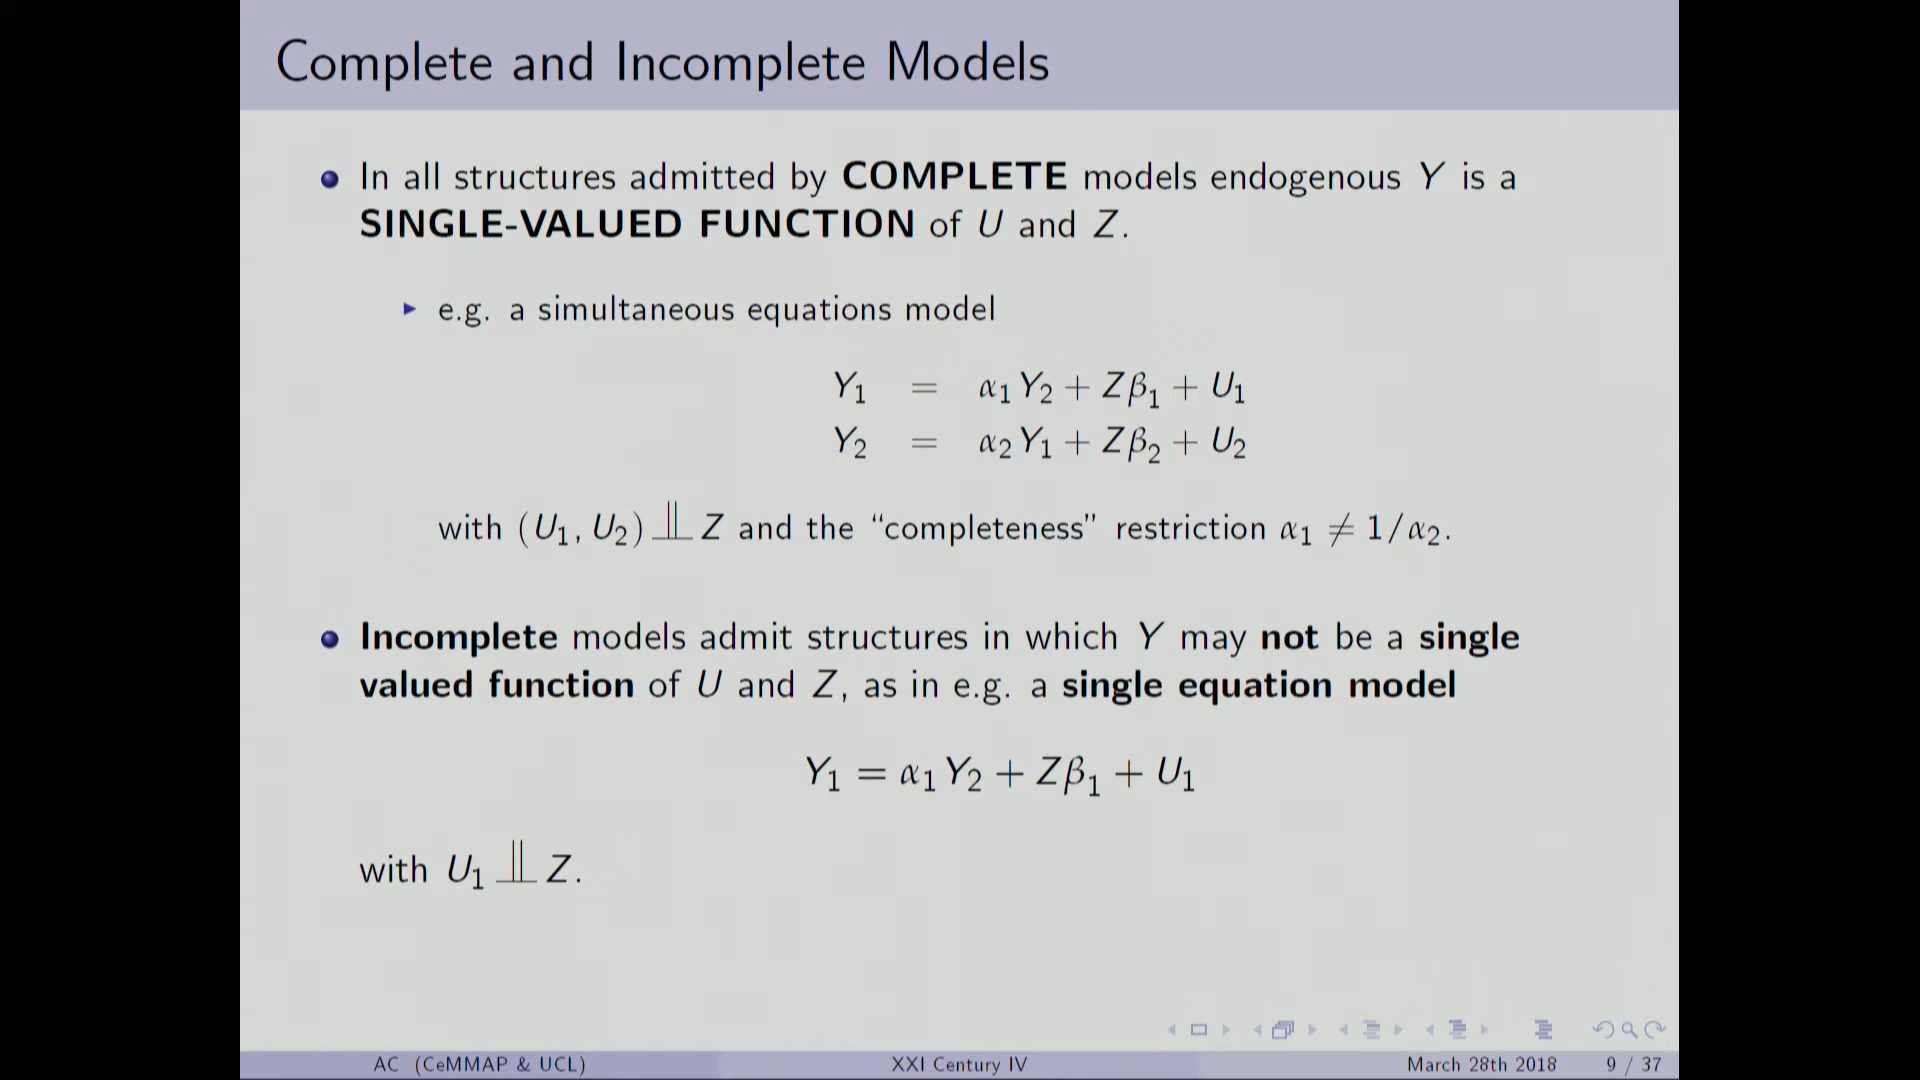 Complete and Incomplete Models
In all structures admitted by COMPLETE models endogenous Y is a
SINGLE-VALUED FUNCTION of U and Z.
e.g. a simultaneous equations model
Y₁ = α₁Y₂ + Zβ₁ + U₁
Y₂ = α₂Y₁ + Zβ₂ + U₂
with (U₁, U₂) ⫫ Z and the “completeness” restriction α₁ ≠ 1/α₂.
Incomplete models admit structures in which Y may not be a single
valued function of U and Z, as in e.g. a single equation model
Y₁ = α₁Y₂ + Zβ₁ + U₁
with U₁ ⫫ Z.
AC (CeMMAP & UCL) XXI Century IV March 28th 2018 9 / 37